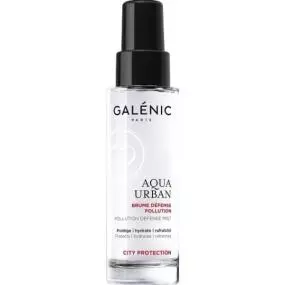 GALÉNIC
PARIS
AQUA
URBAN
BRUME DÉFENSE
POLLUTION
POLLUTION DEFENSE MIST
Protège | hydrate | rafraîchit
Protects | hydrates | refreshes
CITY PROTECTION